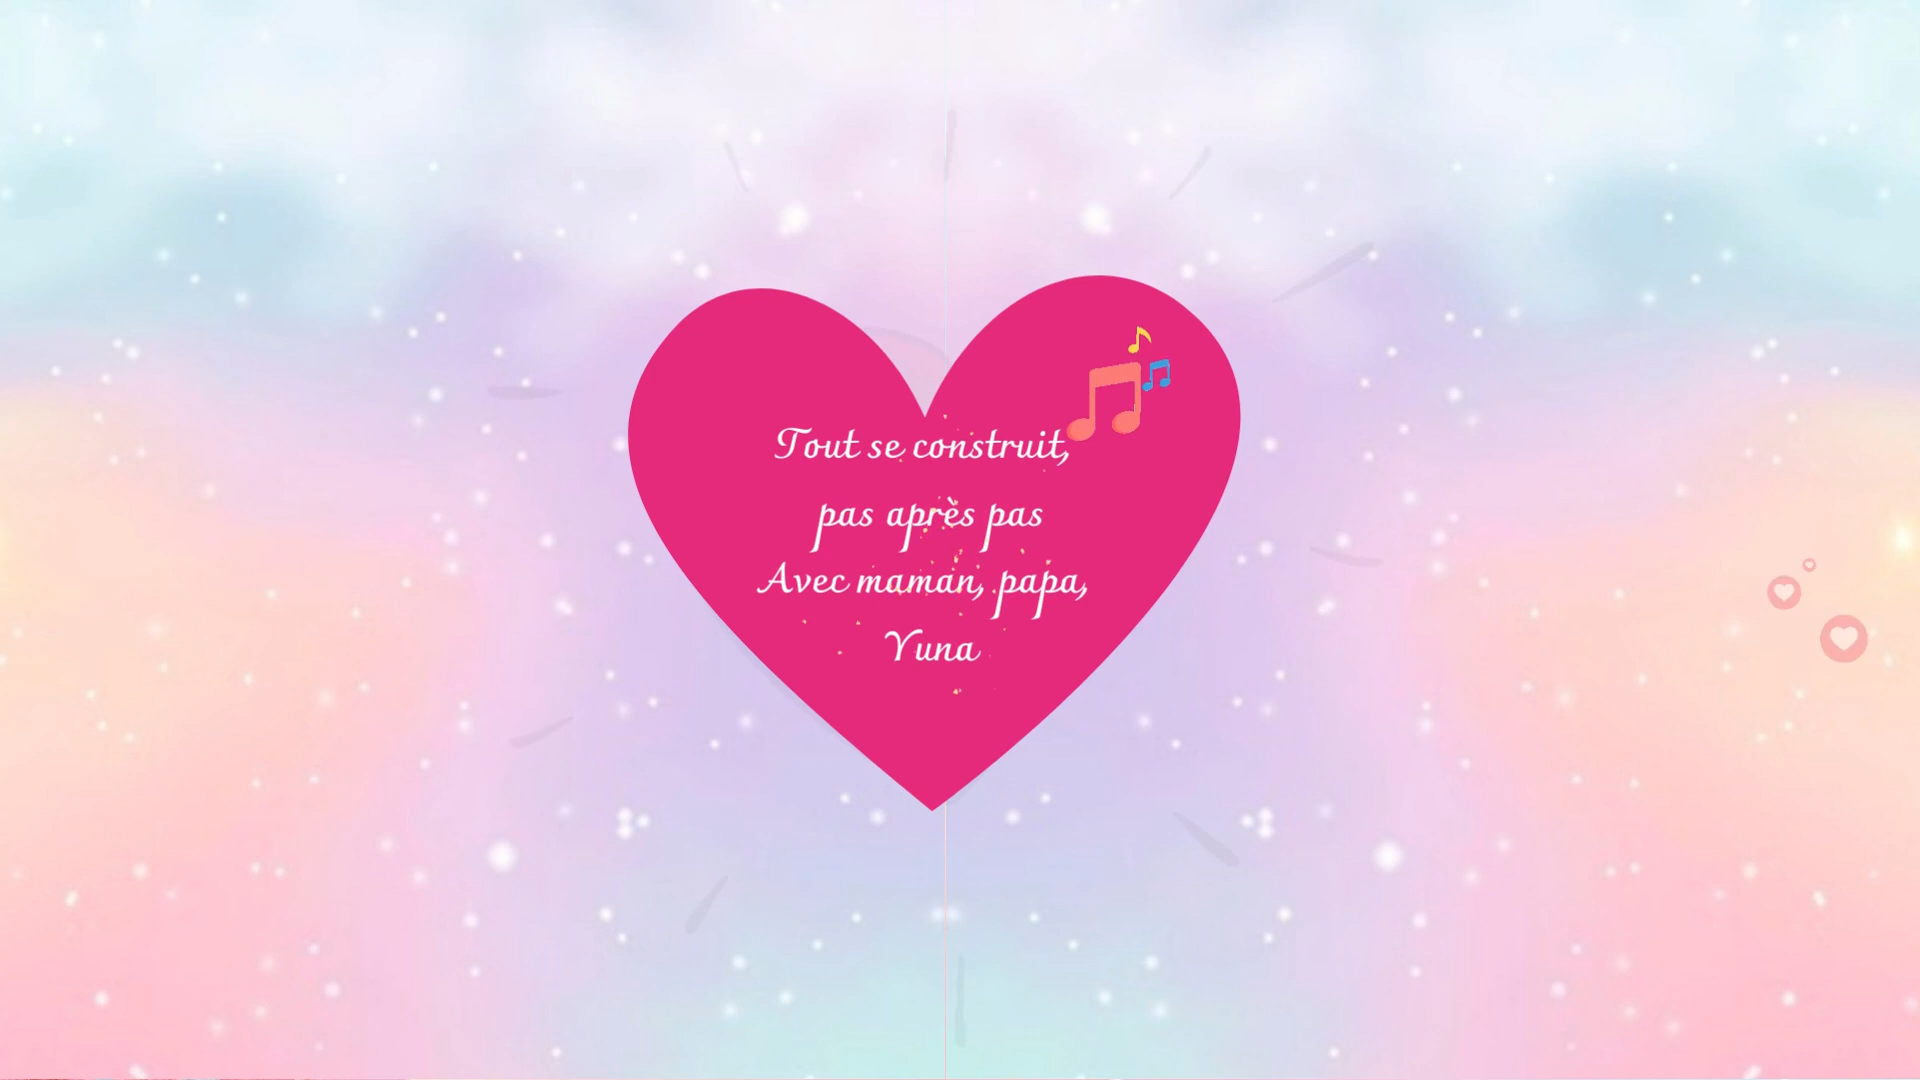 Tout se construit,
pas après pas
Avec maman, papa,
Yuna